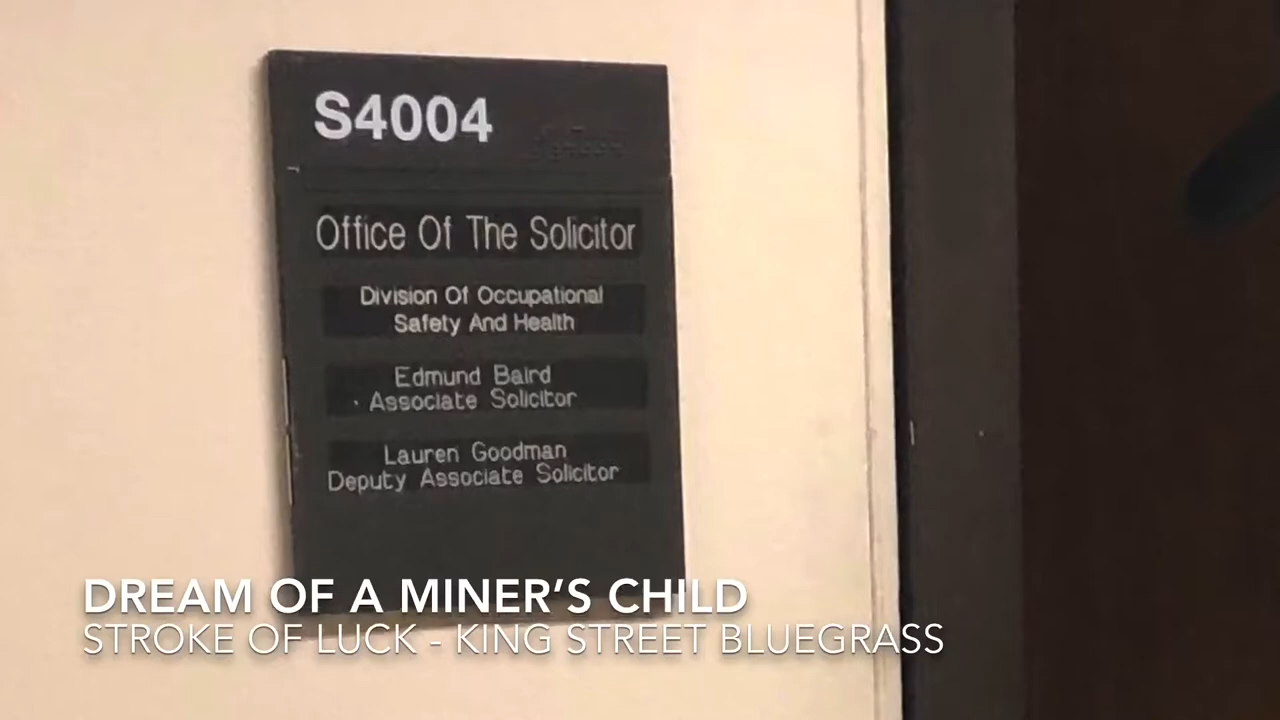 S4004
Office Of The Solicitor
Division Of Occupational
Safety And Health
Edmund Baird
Associate Solicitor
Lauren Goodman
Deputy Associate Solicitor
DREAM OF A MINER'S CHILD
STROKE OF LUCK - KING STREET BLUEGRASS